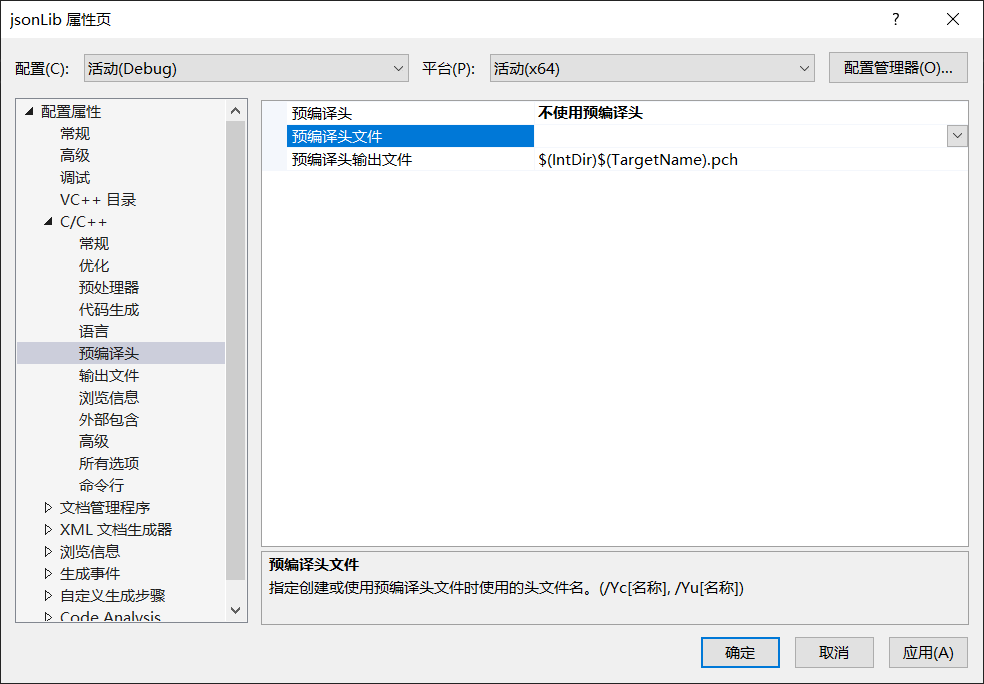 jsonLib 属性页
?
配置(C): 活动(Debug) 平台(P): 活动(x64) 配置管理器(O)...
配置属性
常规
高级
调试
VC++ 目录
C/C++
常规
优化
预处理器
代码生成
语言
预编译头
输出文件
浏览信息
外部包含
高级
所有选项
命令行
文档管理程序
XML 文档生成器
浏览信息
生成事件
自定义生成步骤
Code Analysis
预编译头 不使用预编译头
预编译头文件
预编译头输出文件 $(IntDir)$(TargetName).pch
预编译头文件
指定创建或使用预编译头文件时使用的头文件名。(/Yc[名称], /Yu[名称])
确定 取消 应用(A)